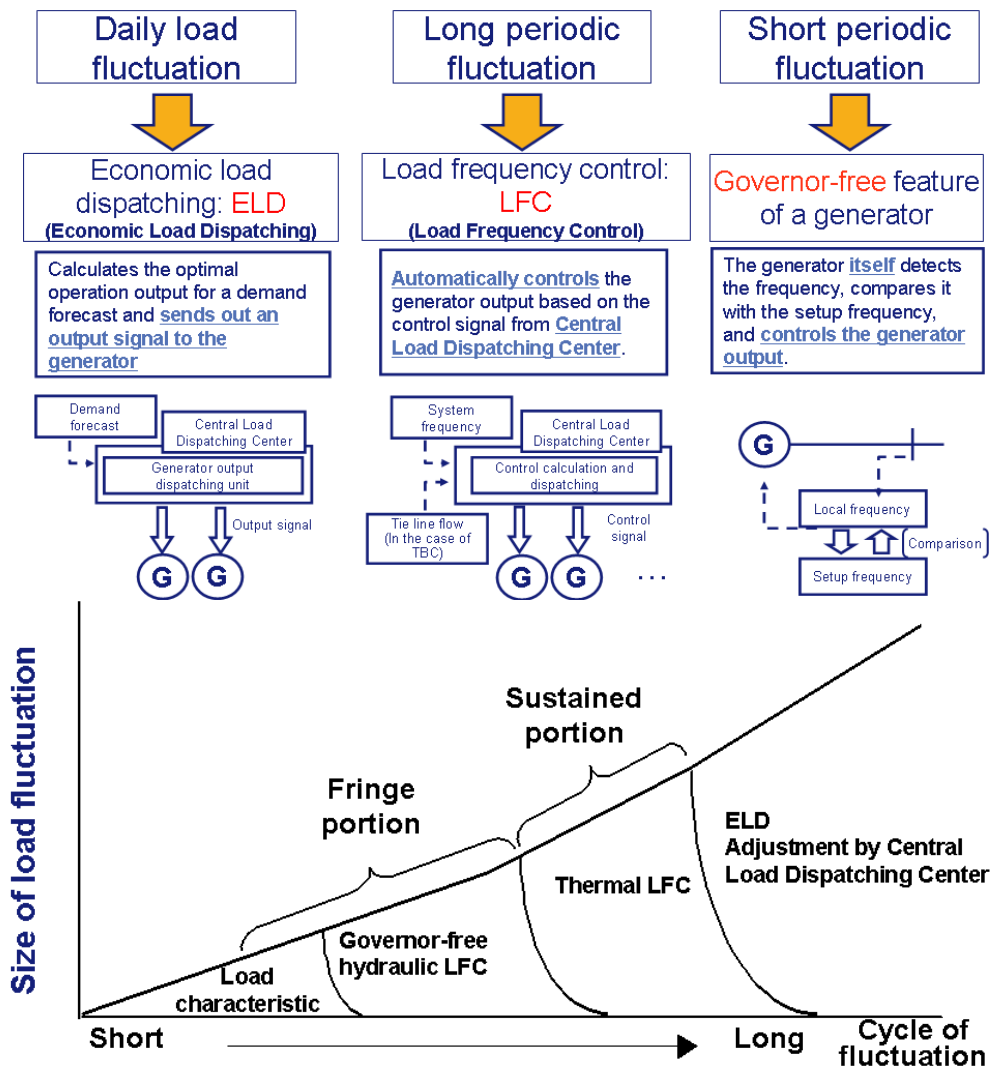 Daily load
fluctuation
Long periodic
fluctuation
Short periodic
fluctuation
Economic load
dispatching: ELD
(Economic Load Dispatching)
Load frequency control:
LFC
(Load Frequency Control)
Governor-free feature
of a generator
Calculates the optimal
operation output for a demand
forecast and sends out an
output signal to the
generator
Automatically controls the
generator output based on the
control signal from Central
Load Dispatching Center.
The generator itself detects
the frequency, compares it
with the setup frequency,
and controls the generator
output.
Demand
forecast
Central Load
Dispatching Center
Generator output
dispatching unit
Output signal
G
G
System
frequency
Central Load
Dispatching Center
Control calculation and
dispatching
Tie line flow
(In the case of
TBC)
Control
signal
G
G
...
G
Local frequency
Comparison
Setup frequency
Size of load fluctuation
Sustained
portion
Fringe
portion
ELD
Adjustment by Central
Load Dispatching Center
Thermal LFC
Governor-free
hydraulic LFC
Load
characteristic
Short
Long
Cycle of
fluctuation